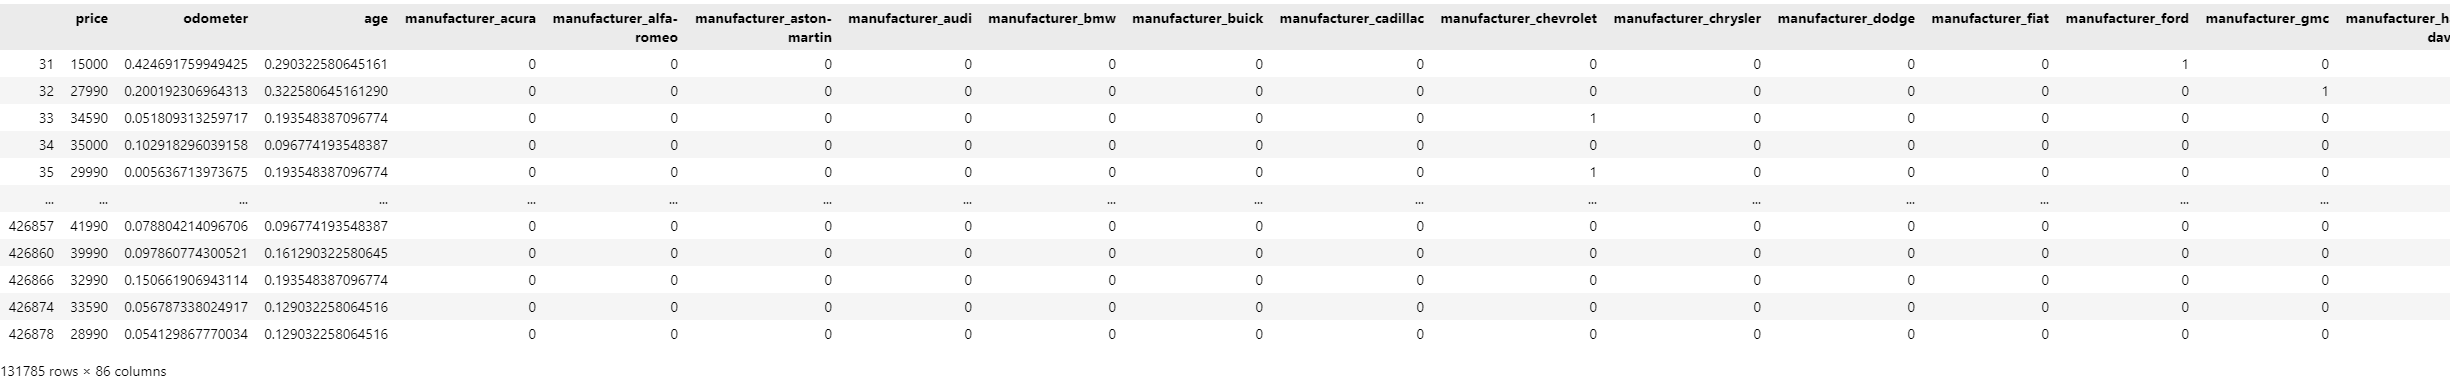 price odometer age manufacturer_acura manufacturer_alfa- manufacturer_aston- manufacturer_audi manufacturer_bmw manufacturer_buick manufacturer_cadillac manufacturer_chevrolet manufacturer_chrysler manufacturer_dodge manufacturer_fiat manufacturer_ford manufacturer_gmc manufacturer_h
romeo martin dav
31 15000 0.424691759949425 0.290322580645161 0 0 0 0 0 0 0 0 0 0 0 1 0
32 27990 0.200192306964313 0.322580645161290 0 0 0 0 0 0 0 0 0 0 0 0 1
33 34590 0.051809313259717 0.193548387096774 0 0 0 0 0 0 0 1 0 0 0 0 0
34 35000 0.102918296039158 0.096774193548387 0 0 0 0 0 0 0 0 0 0 0 0 0
35 29990 0.005636713973675 0.193548387096774 0 0 0 0 0 0 0 1 0 0 0 0 0
... ... ... ... ... ... ... ... ... ... ... ... ... ... ... ... ...
426857 41990 0.078804214096706 0.096774193548387 0 0 0 0 0 0 0 0 0 0 0 0 0
426860 39990 0.097860774300521 0.161290322580645 0 0 0 0 0 0 0 0 0 0 0 0 0
426866 32990 0.150661906943114 0.193548387096774 0 0 0 0 0 0 0 0 0 0 0 0 0
426874 33590 0.056787338024917 0.129032258064516 0 0 0 0 0 0 0 0 0 0 0 0 0
426878 28990 0.054129867770034 0.129032258064516 0 0 0 0 0 0 0 0 0 0 0 0 0
131785 rows × 86 columns